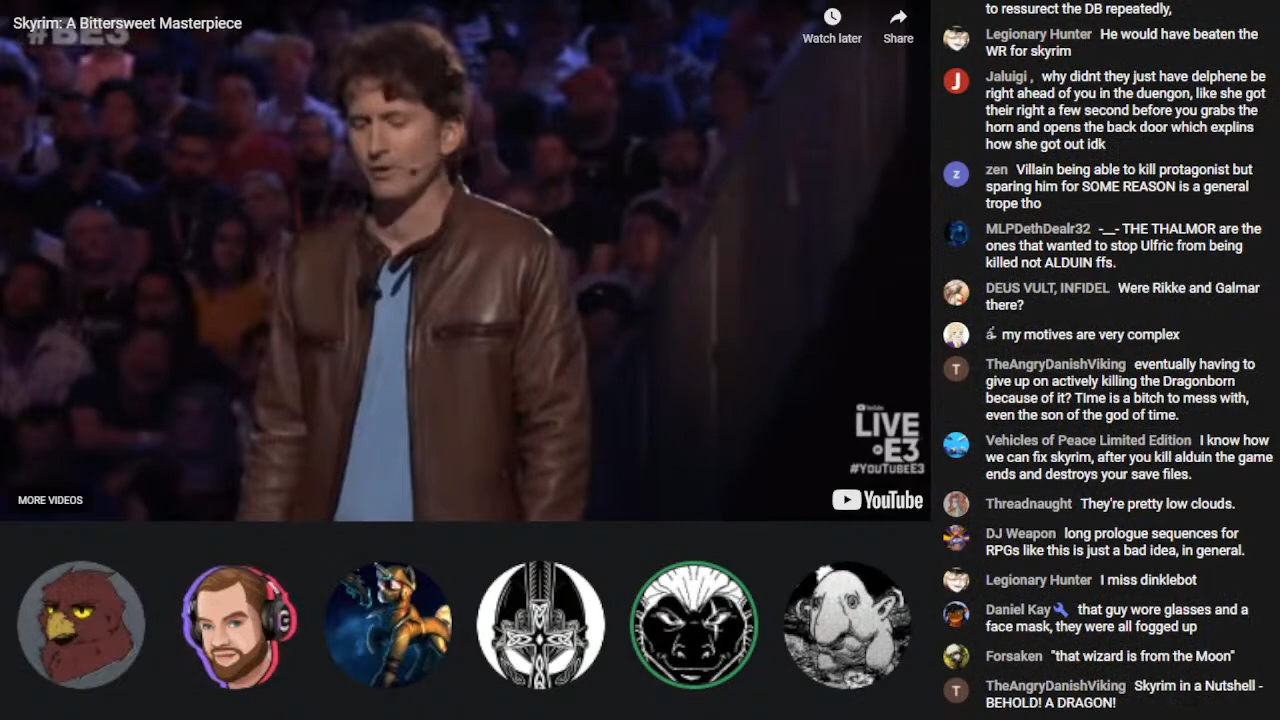 Skyrim: A Bittersweet Masterpiece
#BE3
Watch later
Share
YouTube
LIVE
@E3
#YOUTUBEE3
MORE VIDEOS
YouTube
to ressurect the DB repeatedly,
Legionary Hunter He would have beaten the
WR for skyrim
J
Jaluigi , why didnt they just have delphene be
right ahead of you in the duengon, like she got
their right a few second before you grabs the
horn and opens the back door which explins
how she got out idk
z
zen Villain being able to kill protagonist but
sparing him for SOME REASON is a general
trope tho
MLPDethDealr32 -__- THE THALMOR are the
ones that wanted to stop Ulfric from being
killed not ALDUIN ffs.
DEUS VULT, INFIDEL Were Rikke and Galmar
there?
my motives are very complex
T
TheAngryDanishViking eventually having to
give up on actively killing the Dragonborn
because of it? TIme is a bitch to mess with,
even the son of the god of time.
Vehicles of Peace Limited Edition I know how
we can fix skyrim, after you kill alduin the game
ends and destroys your save files.
Threadnaught They're pretty low clouds.
DJ Weapon long prologue sequences for
RPGs like this is just a bad idea, in general.
Legionary Hunter I miss dinklebot
Daniel Kay that guy wore glasses and a
face mask, they were all fogged up
Forsaken "that wizard is from the Moon"
T
TheAngryDanishViking Skyrim in a Nutshell -
BEHOLD! A DRAGON!